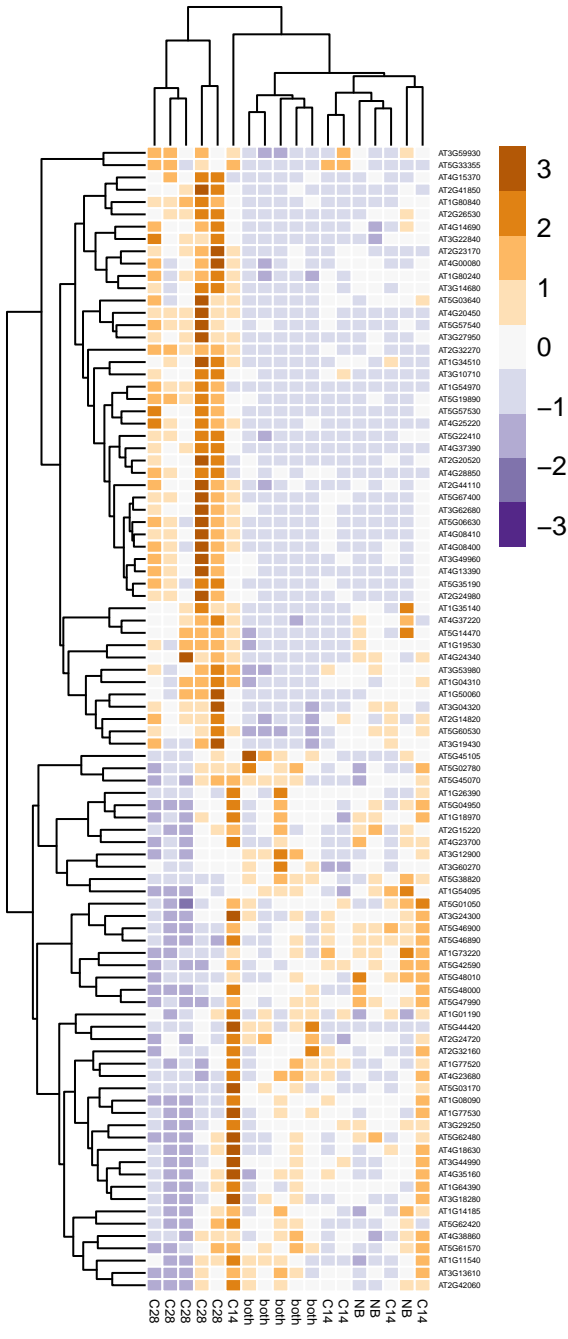 AT3G59930
AT5G33355
AT4G15370
AT2G41850
AT1G80840
AT2G26530
AT4G14690
AT3G22840
AT2G23170
AT4G00080
AT1G80240
AT3G14680
AT5G03640
AT4G20450
AT5G57540
AT3G27950
AT2G32270
AT1G34510
AT3G10710
AT1G54970
AT5G19890
AT5G57530
AT4G25220
AT5G22410
AT4G37390
AT2G20520
AT4G28850
AT2G44110
AT5G67400
AT3G62680
AT5G06630
AT4G08410
AT4G08400
AT3G49960
AT4G13390
AT5G35190
AT2G24980
AT1G35140
AT4G37220
AT5G14470
AT1G19530
AT4G24340
AT3G53980
AT1G04310
AT1G50060
AT3G04320
AT2G14820
AT5G60530
AT3G19430
AT5G45105
AT5G02780
AT5G45070
AT1G26390
AT5G04950
AT1G18970
AT2G15220
AT4G23700
AT3G12900
AT3G60270
AT5G38820
AT1G54095
AT5G01050
AT3G24300
AT5G46900
AT5G46890
AT1G73220
AT5G42590
AT5G48010
AT5G48000
AT5G47990
AT1G01190
AT5G44420
AT2G24720
AT2G32160
AT1G77520
AT4G23680
AT5G03170
AT1G08090
AT1G77530
AT3G29250
AT5G62480
AT4G18630
AT3G44990
AT4G35160
AT1G64390
AT3G18280
AT1G14185
AT5G62420
AT4G38860
AT5G61570
AT1G11540
AT3G13610
AT2G42060
3
2
1
0
−1
−2
−3
C28
C28
C28
C28
C28
C14
both
both
both
both
both
C14
C14
NB
NB
C14
NB
C14